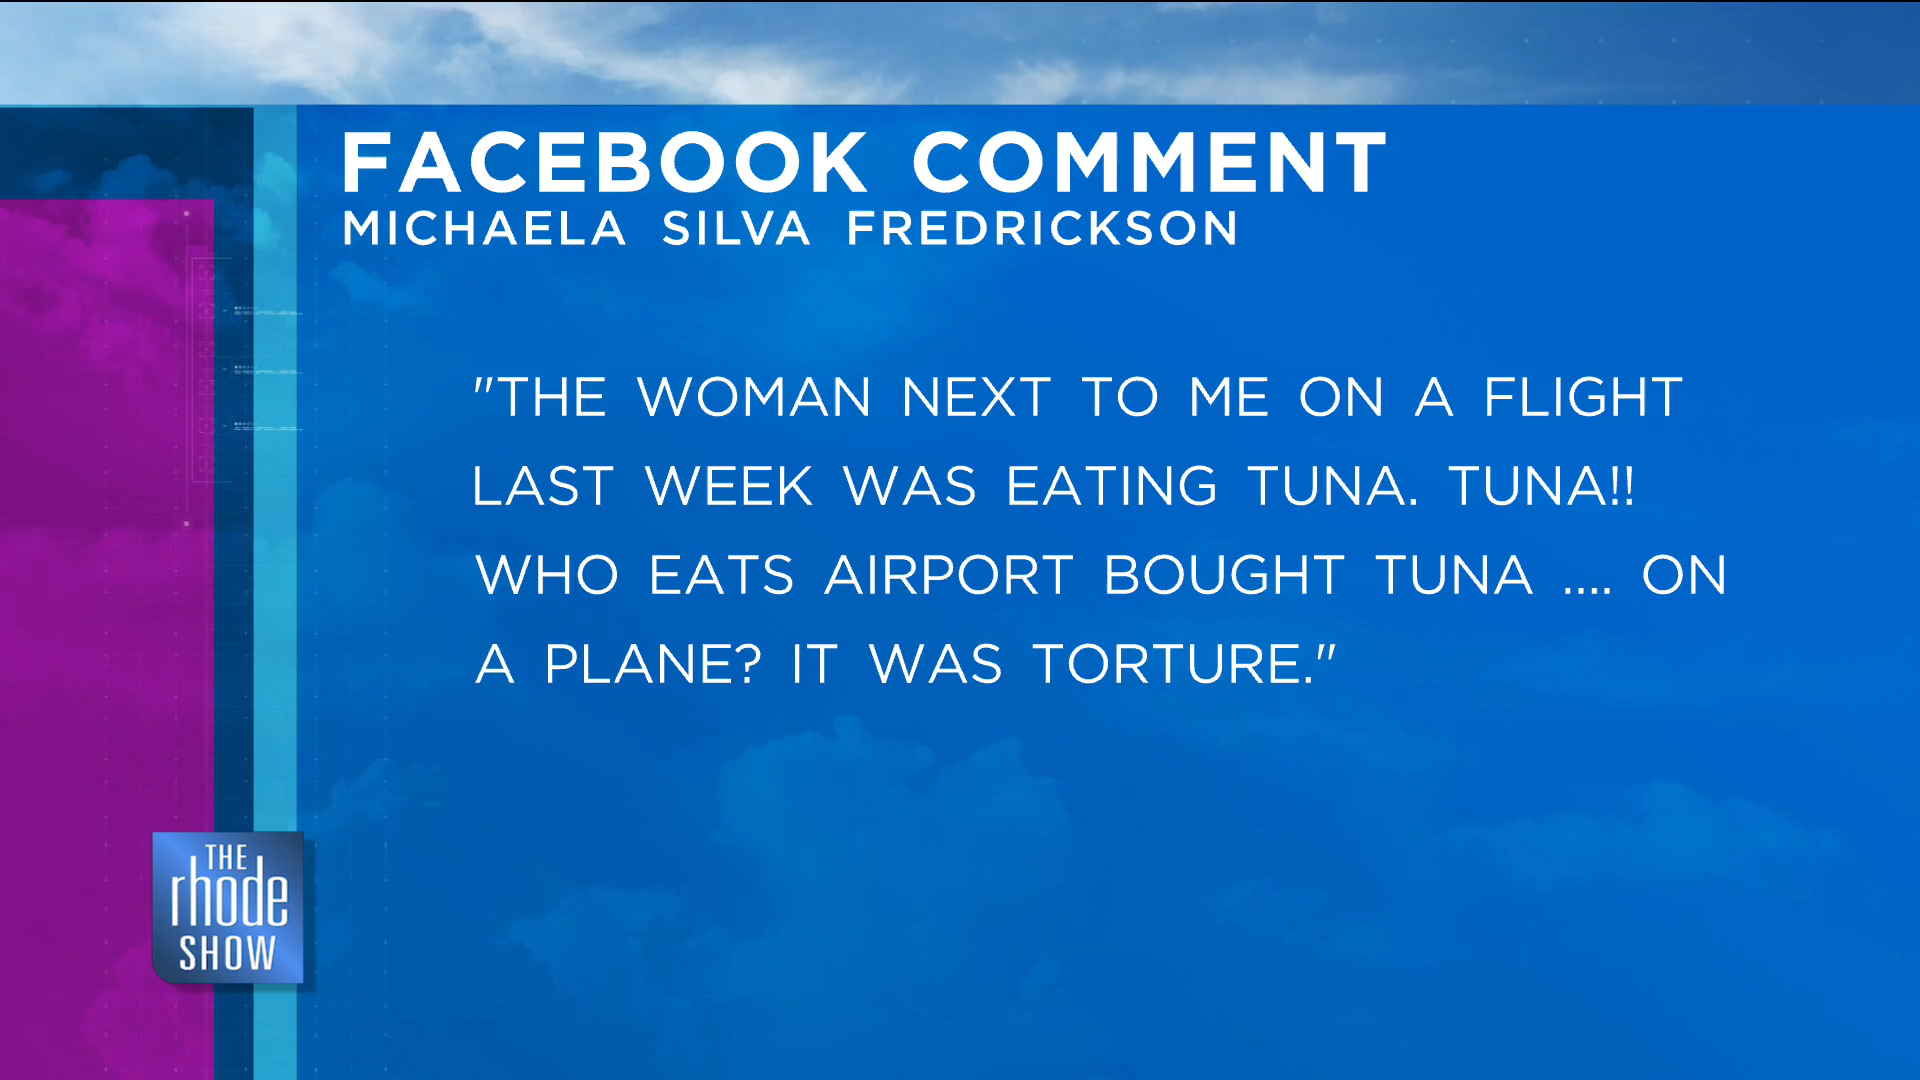 FACEBOOK COMMENT
MICHAELA SILVA FREDRICKSON
"THE WOMAN NEXT TO ME ON A FLIGHT
LAST WEEK WAS EATING TUNA. TUNA!!
WHO EATS AIRPORT BOUGHT TUNA .... ON
A PLANE? IT WAS TORTURE."
THE
rhode
SHOW